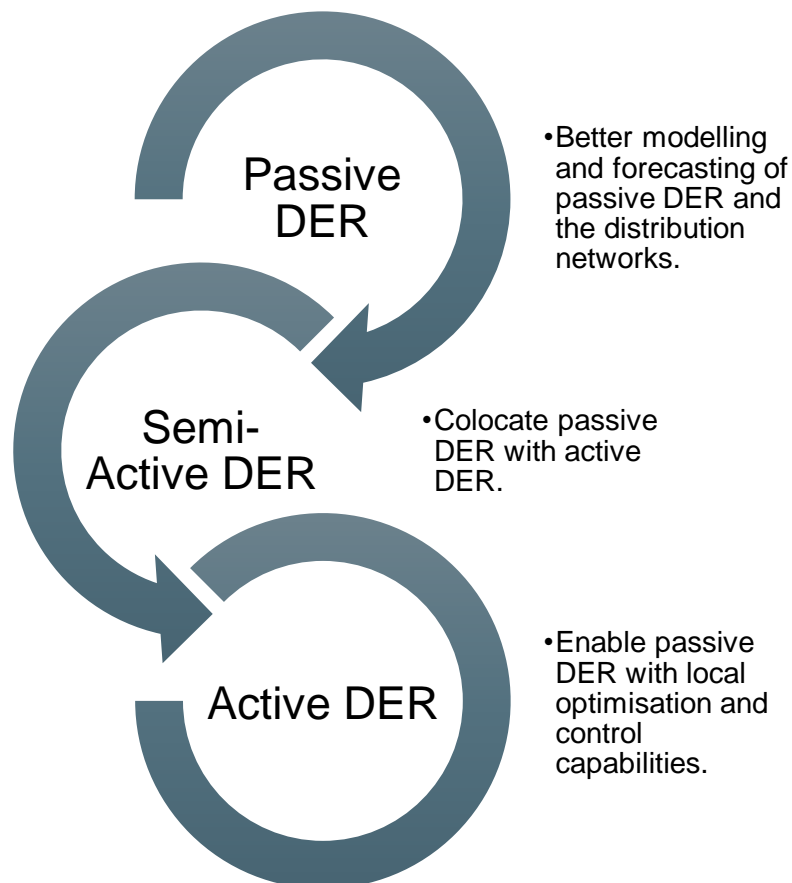 Passive
DER
•Better modelling
and forecasting of
passive DER and
the distribution
networks.
Semi-
Active DER
•Colocate passive
DER with active
DER.
Active DER
•Enable passive
DER with local
optimisation and
control
capabilities.